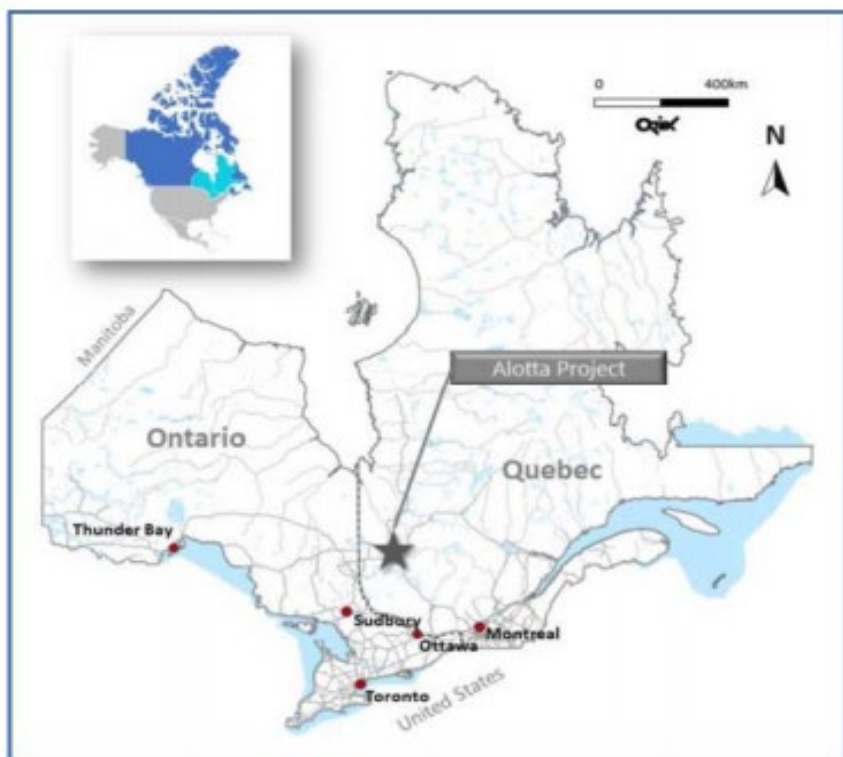 0 400km
N
Manitoba
Alotta Project
Ontario
Quebec
Thunder Bay
Sudbury
Ottawa
Montreal
Toronto
United States